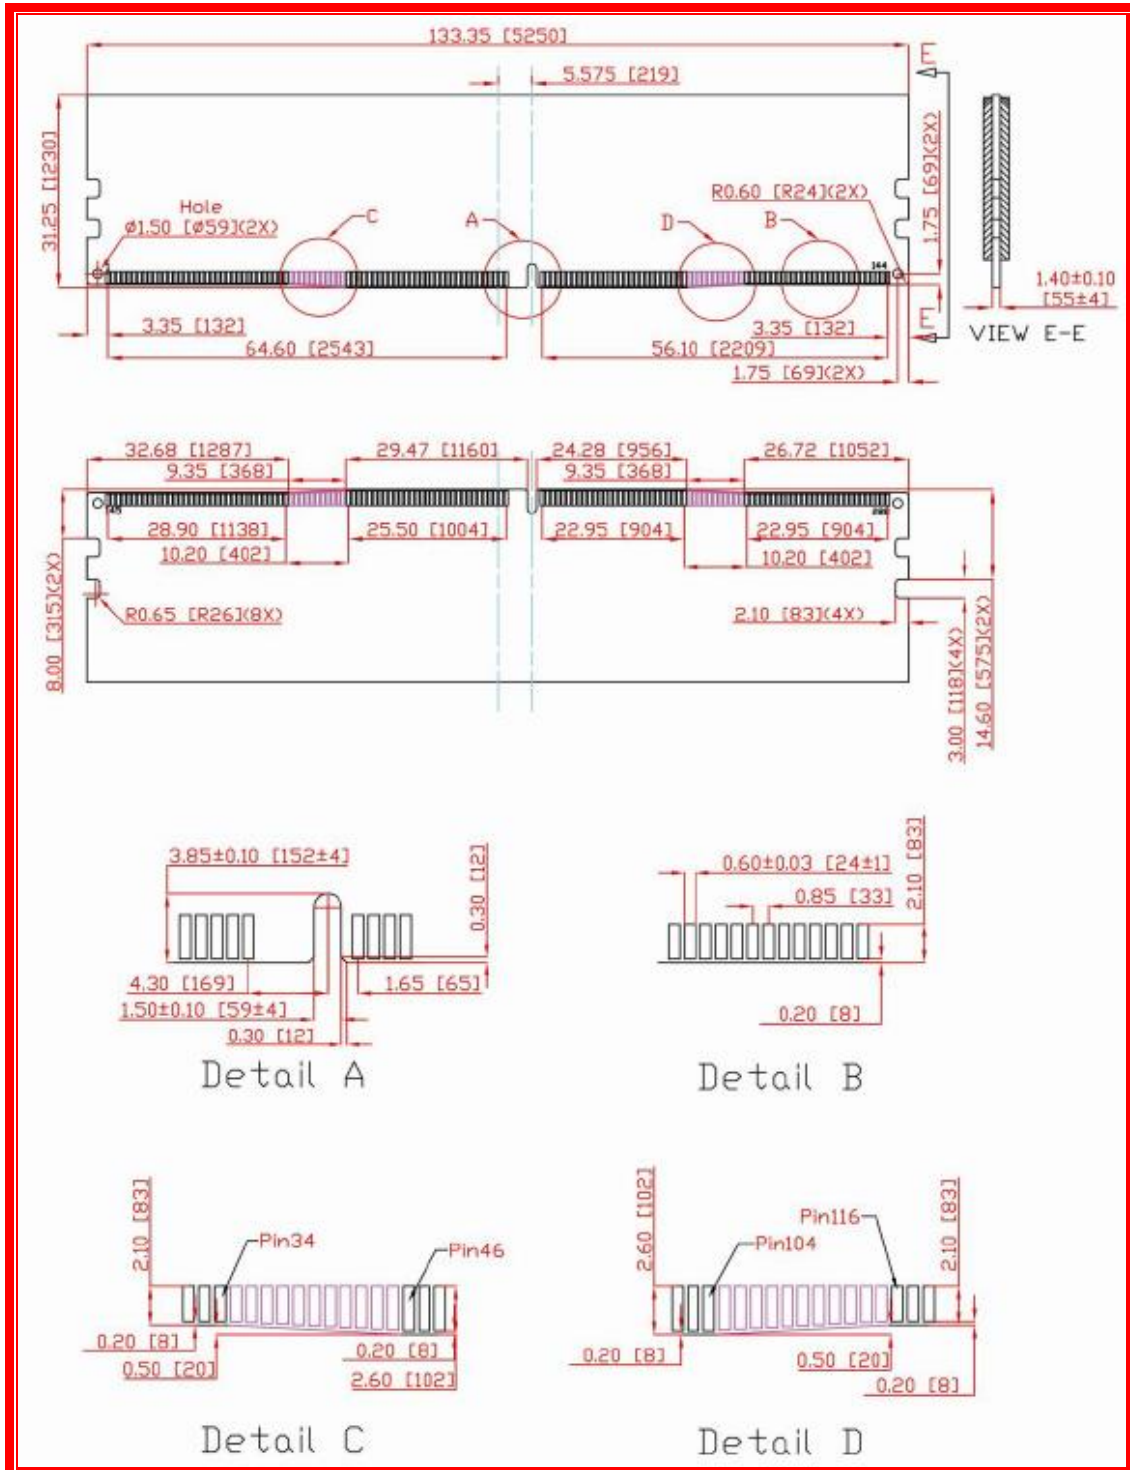 133.35 [5250]
E
5.575 [219]
31.25 [1230]
1.75 [69](2X)
R0.60 [R24](2X)
Hole
Ø1.50 [Ø59](2X)
C
A
D
B
1
144
1.40±0.10
[55±4]
3.35 [132]
3.35 [132]
E
VIEW E-E
64.60 [2543]
56.10 [2209]
1.75 [69](2X)
32.68 [1287]
29.47 [1160]
24.28 [956]
26.72 [1052]
9.35 [368]
9.35 [368]
145
288
28.90 [1138]
25.50 [1004]
22.95 [904]
22.95 [904]
10.20 [402]
10.20 [402]
8.00 [315](2X)
R0.65 [R26](8X)
2.10 [83](4X)
3.00 [118](4X)
14.60 [575](2X)
3.85±0.10 [152±4]
0.30 [12]
4.30 [169]
1.65 [65]
1.50±0.10 [59±4]
0.30 [12]
Detail A
0.60±0.03 [24±1]
2.10 [83]
0.85 [33]
0.20 [8]
Detail B
2.10 [83]
Pin34
Pin46
0.20 [8]
0.20 [8]
0.50 [20]
2.60 [102]
Detail C
2.60 [102]
Pin116
Pin104
2.10 [83]
0.20 [8]
0.50 [20]
0.20 [8]
Detail D